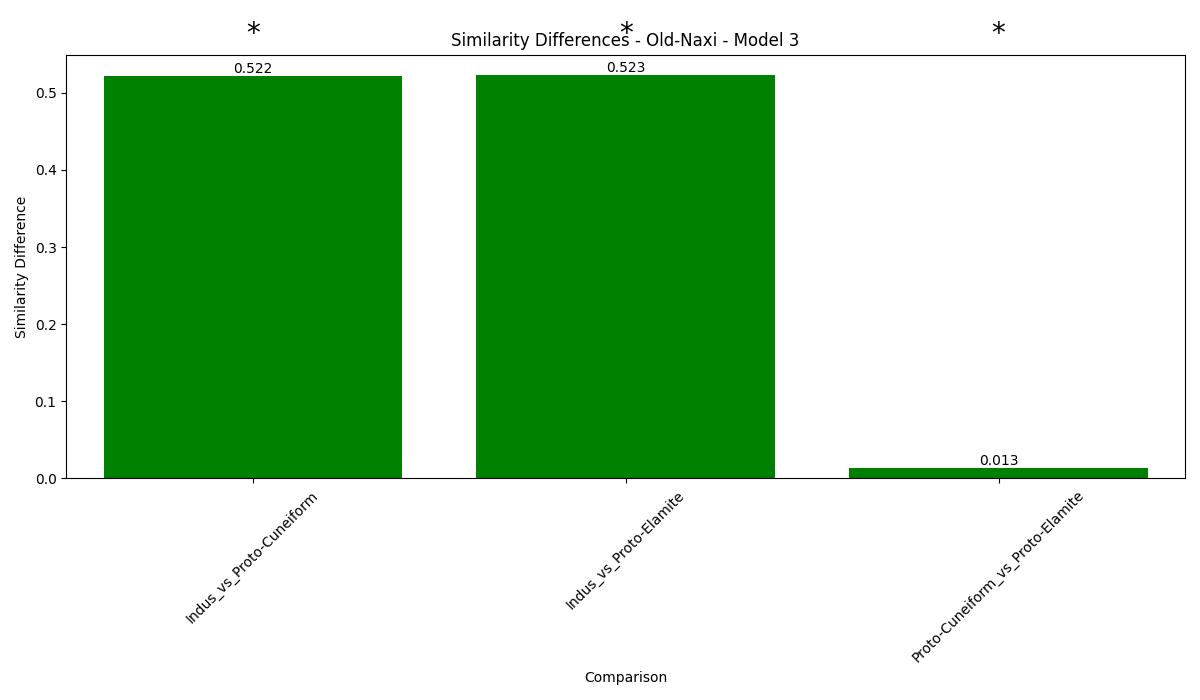 * * *
Similarity Differences - Old-Naxi - Model 3
0.522 0.523
0.5
0.4
0.3
0.2
0.1
0.0
0.013
Similarity Difference
Indus_vs_Proto-Cuneiform
Indus_vs_Proto-Elamite
Proto-Cuneiform_vs_Proto-Elamite
Comparison